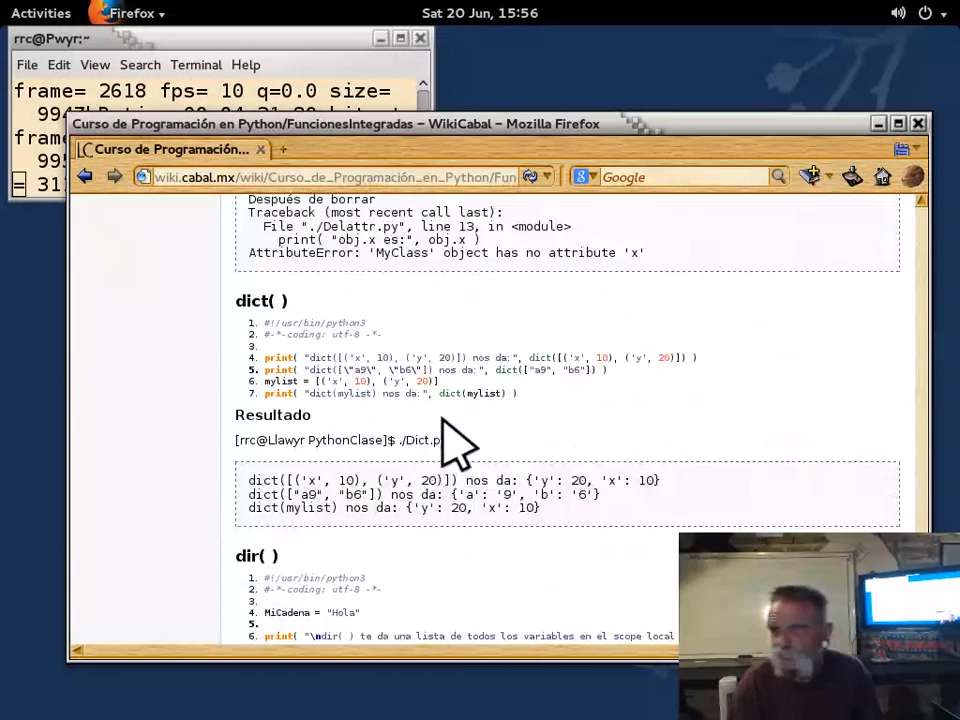 Activities Firefox Sat 20 Jun, 15:56
rrc@Pwyr:~
File Edit View Search Terminal Help
frame= 2618 fps= 10 q=0.0 size=
Curso de Programación en Python/FuncionesIntegradas – WikiCabal – Mozilla Firefox
Curso de Programación...
wiki.cabal.mx/wiki/Curso_de_Programación_en_Python/Fun
Google
Después de borrar
Traceback (most recent call last):
File "./Delattr.py", line 13, in <module>
print( "obj.x es:", obj.x )
AttributeError: 'MyClass' object has no attribute 'x'
dict( )
1. #!/usr/bin/python3
2. #-*-coding: utf-8 -*-
3.
4. print( "dict([('x', 10), ('y', 20)]) nos da:", dict([('x', 10), ('y', 20)]) )
5. print( "dict([\"a9\", \"b6\"]) nos da:", dict(["a9", "b6"]) )
6. mylist = [('x', 10), ('y', 20)]
7. print( "dict(mylist) nos da:", dict(mylist) )
Resultado
[rrc@Llawyr PythonClase]$ ./Dict.p
dict([('x', 10), ('y', 20)]) nos da: {'y': 20, 'x': 10}
dict(["a9", "b6"]) nos da: {'a': '9', 'b': '6'}
dict(mylist) nos da: {'y': 20, 'x': 10}
dir( )
1. #!/usr/bin/python3
2. #-*-coding: utf-8 -*-
3.
4. MiCadena = "Hola"
5.
6. print( "\ndir( ) te da una lista de todos los variables en el scope local